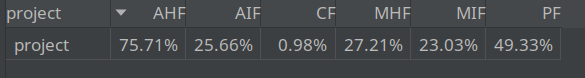 project AHF AIF CF MHF MIF PF
project 75.71% 25.66% 0.98% 27.21% 23.03% 49.33%